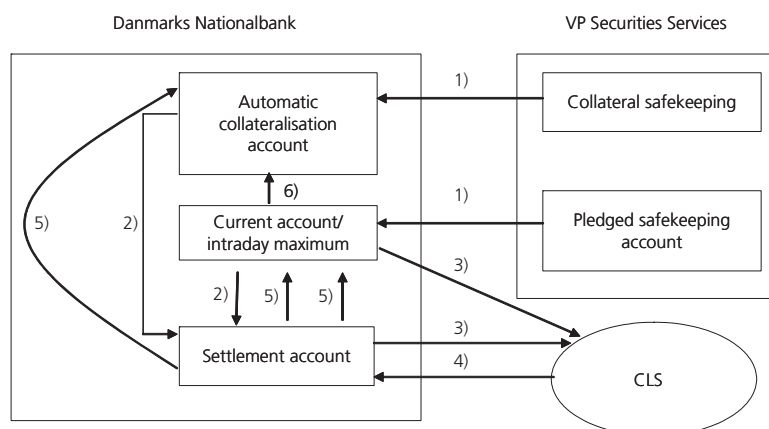 Danmarks Nationalbank
VP Securities Services
Automatic
collateralisation
account
1)
Collateral safekeeping
6)
1)
5)
2)
Current account/
intraday maximum
Pledged safekeeping
account
3)
2)
5)
5)
3)
Settlement account
4)
CLS